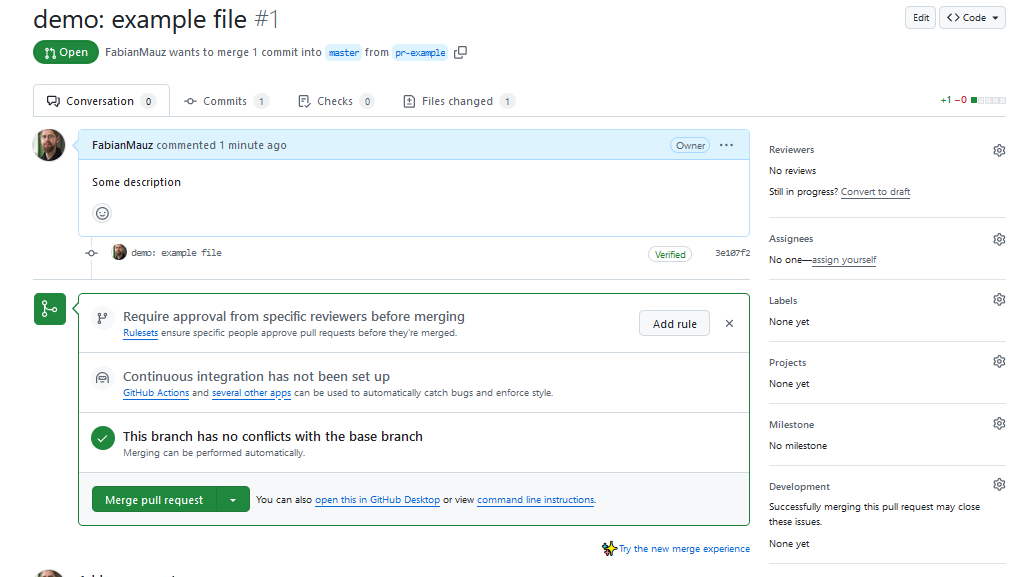 demo: example file #1
Edit
Code
Open
FabianMauz wants to merge 1 commit into master from pr-example
Conversation 0
Commits 1
Checks 0
Files changed 1
+1 −0
FabianMauz commented 1 minute ago
Owner
Some description
demo: example file
Verified
3e107f2
Require approval from specific reviewers before merging
Rulesets ensure specific people approve pull requests before they're merged.
Add rule
Continuous integration has not been set up
GitHub Actions and several other apps can be used to automatically catch bugs and enforce style.
This branch has no conflicts with the base branch
Merging can be performed automatically.
Merge pull request
You can also open this in GitHub Desktop or view command line instructions.
Try the new merge experience
Reviewers
No reviews
Still in progress? Convert to draft
Assignees
No one—assign yourself
Labels
None yet
Projects
None yet
Milestone
No milestone
Development
Successfully merging this pull request may close
these issues.
None yet